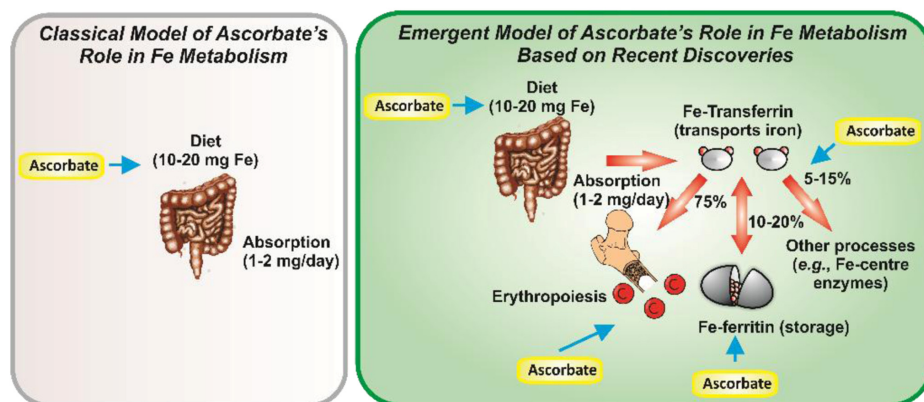 Classical Model of Ascorbate's
Role in Fe Metabolism
Ascorbate
Diet
(10-20 mg Fe)
Absorption
(1-2 mg/day)
Emergent Model of Ascorbate's Role in Fe Metabolism
Based on Recent Discoveries
Ascorbate
Diet
(10-20 mg Fe)
Fe-Transferrin
(transports iron)
Ascorbate
Absorption
(1-2 mg/day)
75%
10-20%
5-15%
Other processes
(e.g., Fe-centre
enzymes)
Erythropoiesis
C
C
C
Fe-ferritin (storage)
Ascorbate
Ascorbate